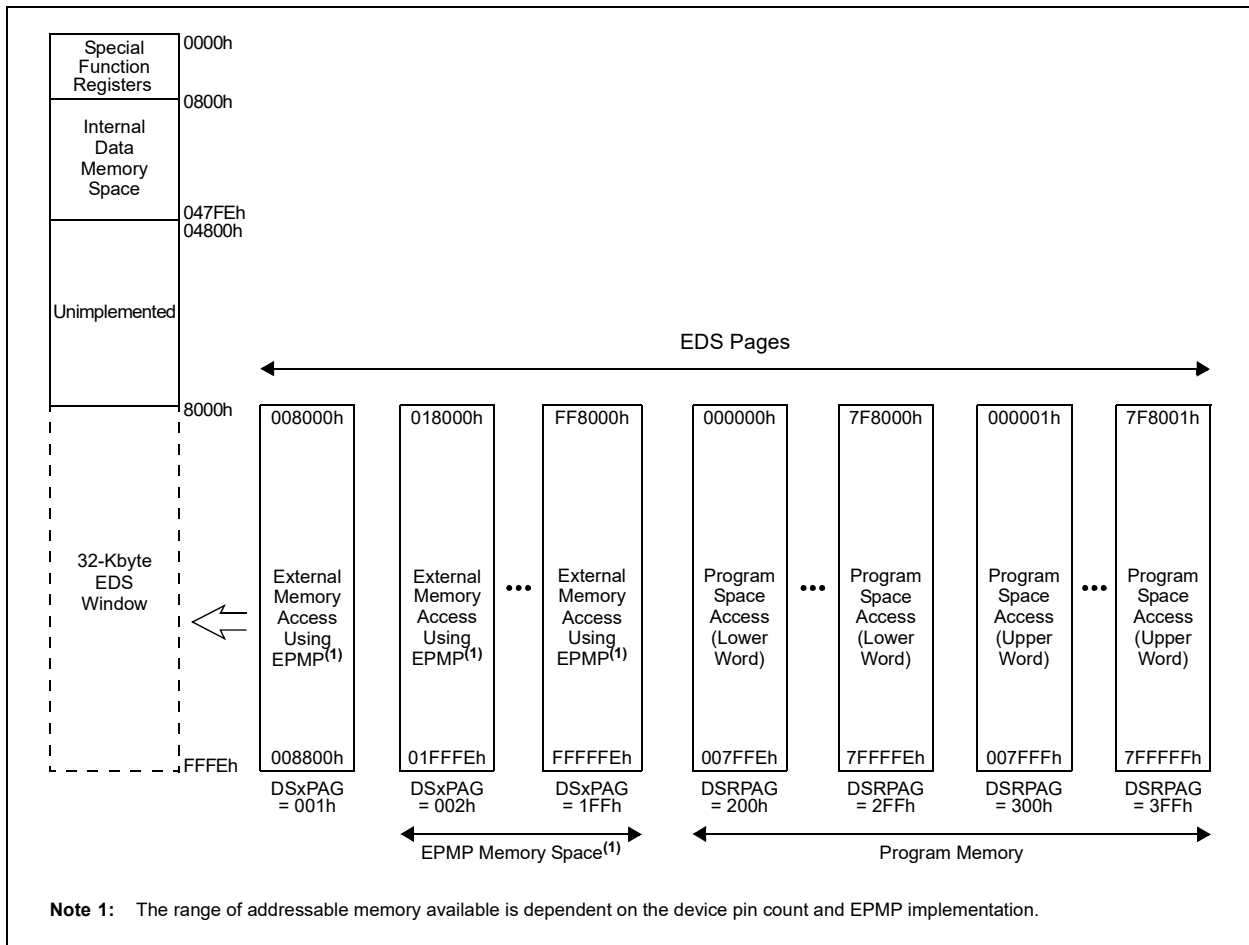 Special
Function
Registers
0000h
0800h
Internal
Data
Memory
Space
047FEh
04800h
Unimplemented
8000h
32-Kbyte
EDS
Window
FFFEh
EDS Pages
008000h
External
Memory
Access
Using
EPMP(1)
008800h
DSxPAG
= 001h
018000h
External
Memory
Access
Using
EPMP(1)
01FFFEh
DSxPAG
= 002h
•••
FF8000h
External
Memory
Access
Using
EPMP(1)
FFFFFEh
DSxPAG
= 1FFh
EPMP Memory Space(1)
000000h
Program
Space
Access
(Lower
Word)
007FFEh
DSRPAG
= 200h
•••
7F8000h
Program
Space
Access
(Lower
Word)
7FFFFEh
DSRPAG
= 2FFh
000001h
Program
Space
Access
(Upper
Word)
007FFFh
DSRPAG
= 300h
•••
7F8001h
Program
Space
Access
(Upper
Word)
7FFFFFh
DSRPAG
= 3FFh
Program Memory
Note 1: The range of addressable memory available is dependent on the device pin count and EPMP implementation.